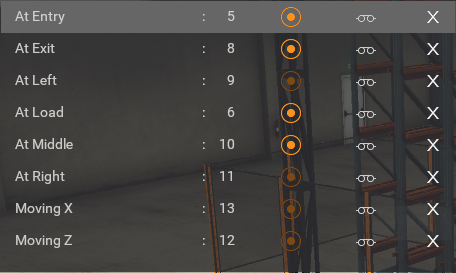 At Entry : 5 X
At Exit : 8 X
At Left : 9 X
At Load : 6 X
At Middle : 10 X
At Right : 11 X
Moving X : 13 X
Moving Z : 12 X